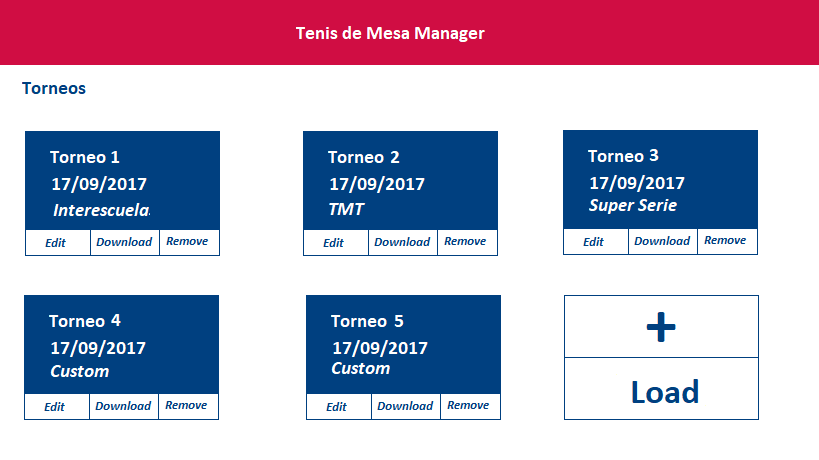 Tenis de Mesa Manager
Torneos
Torneo 1
17/09/2017
Interescuela
Edit Download Remove
Torneo 2
17/09/2017
TMT
Edit Download Remove
Torneo 3
17/09/2017
Super Serie
Edit Download Remove
Torneo 4
17/09/2017
Custom
Edit Download Remove
Torneo 5
17/09/2017
Custom
Edit Download Remove
+
Load